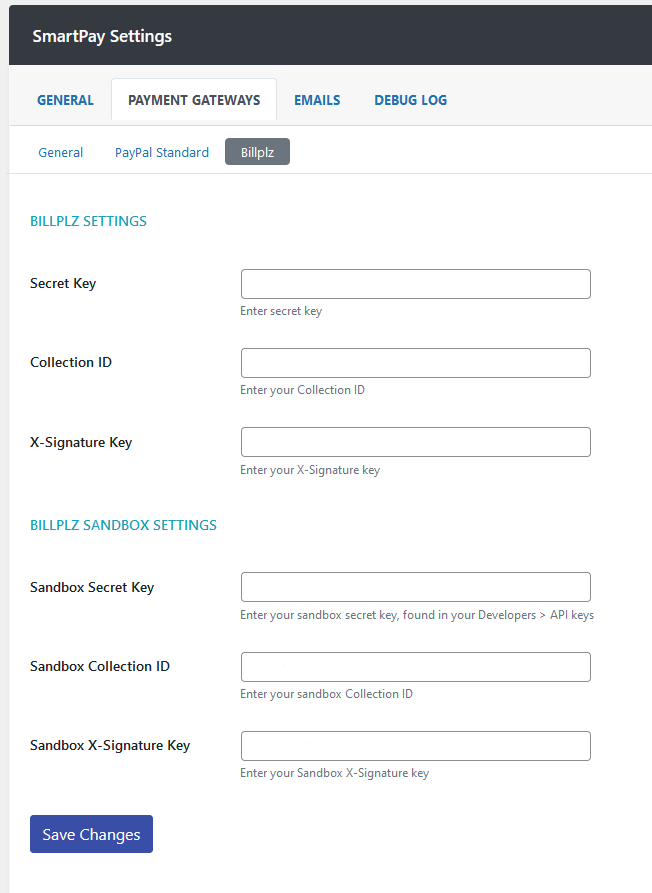 SmartPay Settings
GENERAL PAYMENT GATEWAYS EMAILS DEBUG LOG
General PayPal Standard Billplz
BILLPLZ SETTINGS
Secret Key
Enter secret key
Collection ID
Enter your Collection ID
X-Signature Key
Enter your X-Signature key
BILLPLZ SANDBOX SETTINGS
Sandbox Secret Key
Enter your sandbox secret key, found in your Developers > API keys
Sandbox Collection ID
Enter your sandbox Collection ID
Sandbox X-Signature Key
Enter your Sandbox X-Signature key
Save Changes